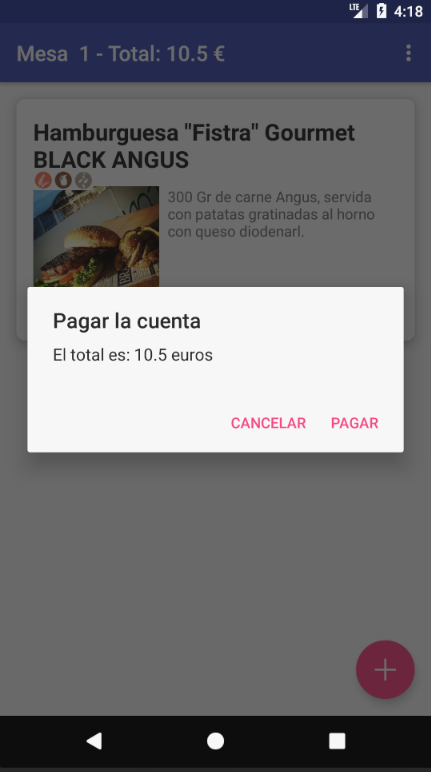 LTE 4:18
Mesa 1 - Total: 10.5 €
Hamburguesa "Fistra" Gourmet
BLACK ANGUS
300 Gr de carne Angus, servida
con patatas gratinadas al horno
con queso diodenarl.
Pagar la cuenta
El total es: 10.5 euros
CANCELAR PAGAR